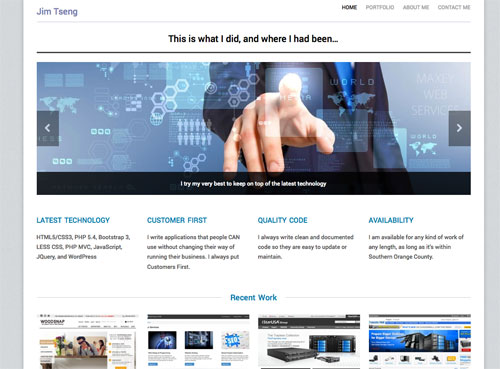 Jim Tseng
HOME PORTFOLIO ABOUT ME CONTACT ME
This is what I did, and where I had been...
WORLD
MAXEY
WEB
SERVICES
MEDIA
WORLD
I try my very best to keep on top of the latest technology
LATEST TECHNOLOGY
HTML5/CSS3, PHP 5.4, Bootstrap 3,
LESS CSS, PHP MVC, JavaScript,
JQuery, and WordPress
CUSTOMER FIRST
I write applications that people CAN
use without changing their way of
running their business. I always put
Customers First.
QUALITY CODE
I always write clean and documented
code so they are easy to update or
maintain.
AVAILABILITY
I am available for any kind of work of
any length, as long as it's within
Southern Orange County.
Recent Work
WOODSNAP
SEO